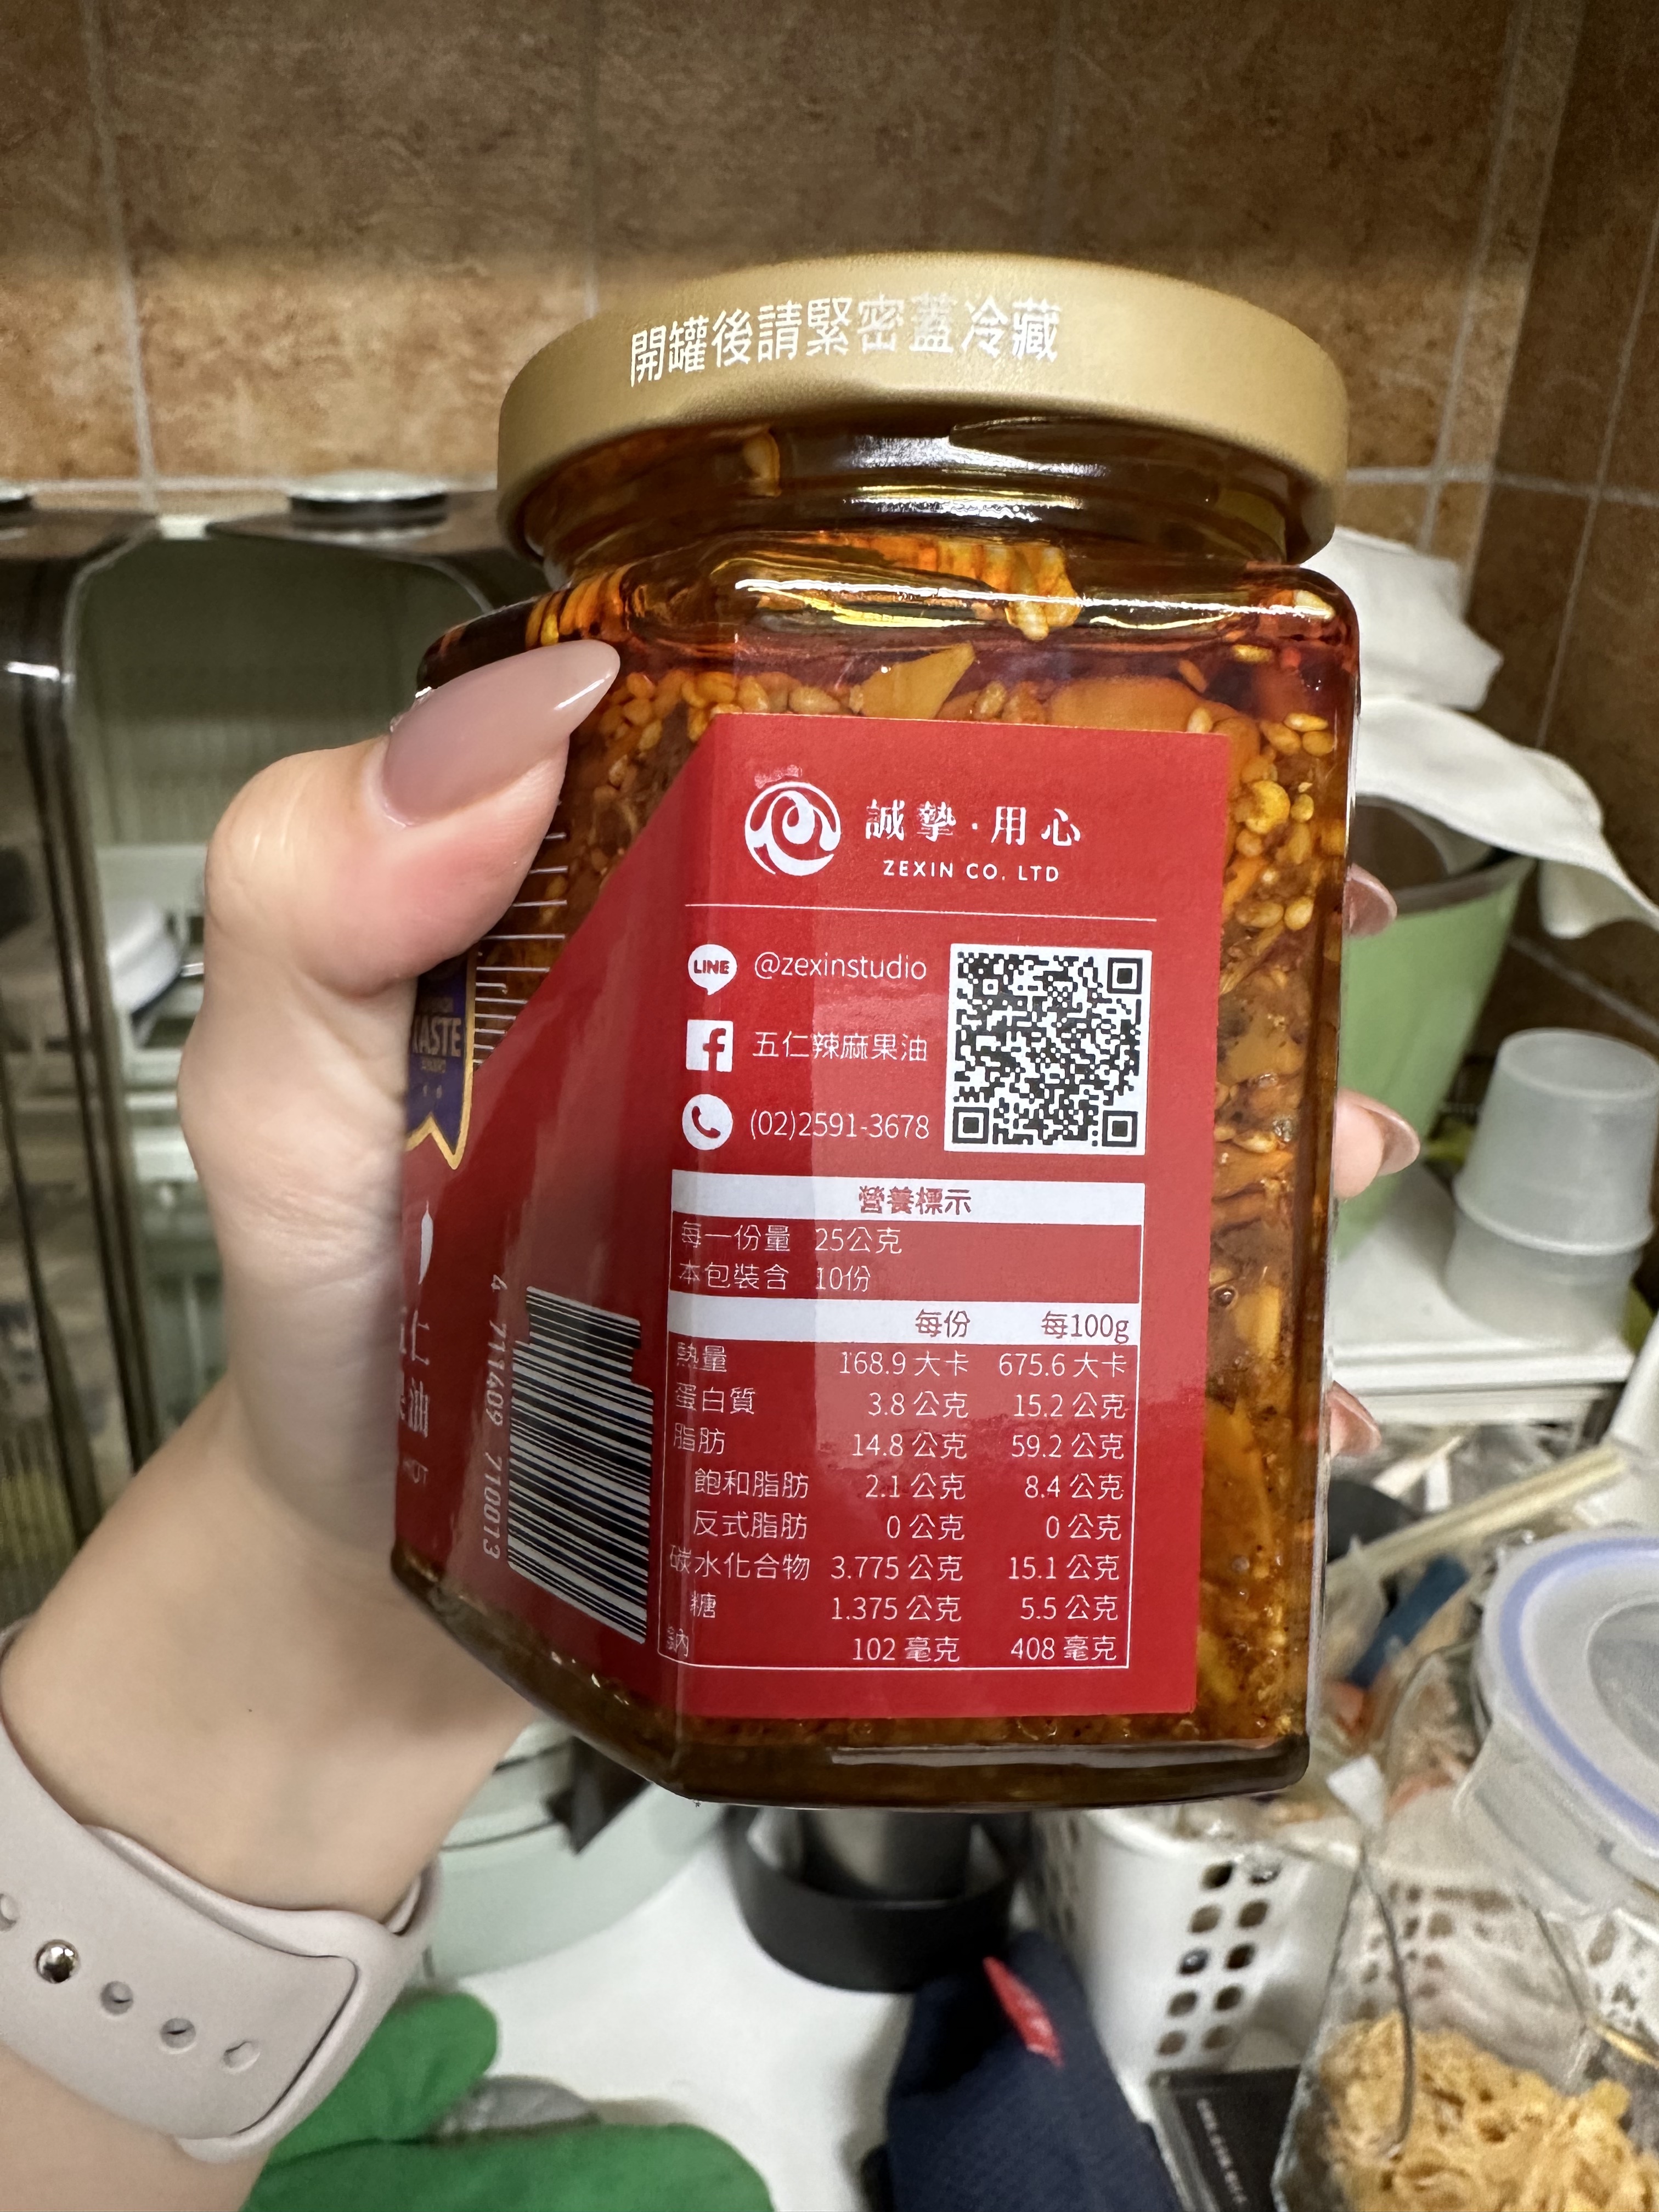 開罐後請緊密蓋冷藏
誠摯·用心
ZEXIN CO. LTD
LINE @zexinstudio
f 五仁辣麻果油
(02)2591-3678
營養標示
每一份量 25公克
本包裝含 10份
每份 每100g
熱量 168.9 大卡 675.6 大卡
蛋白質 3.8 公克 15.2 公克
脂肪 14.8 公克 59.2 公克
飽和脂肪 2.1 公克 8.4 公克
反式脂肪 0 公克 0 公克
碳水化合物 3.775 公克 15.1 公克
糖 1.375 公克 5.5 公克
鈉 102 毫克 408 毫克
4 711409 710013
TASTE
五仁
油
HOT